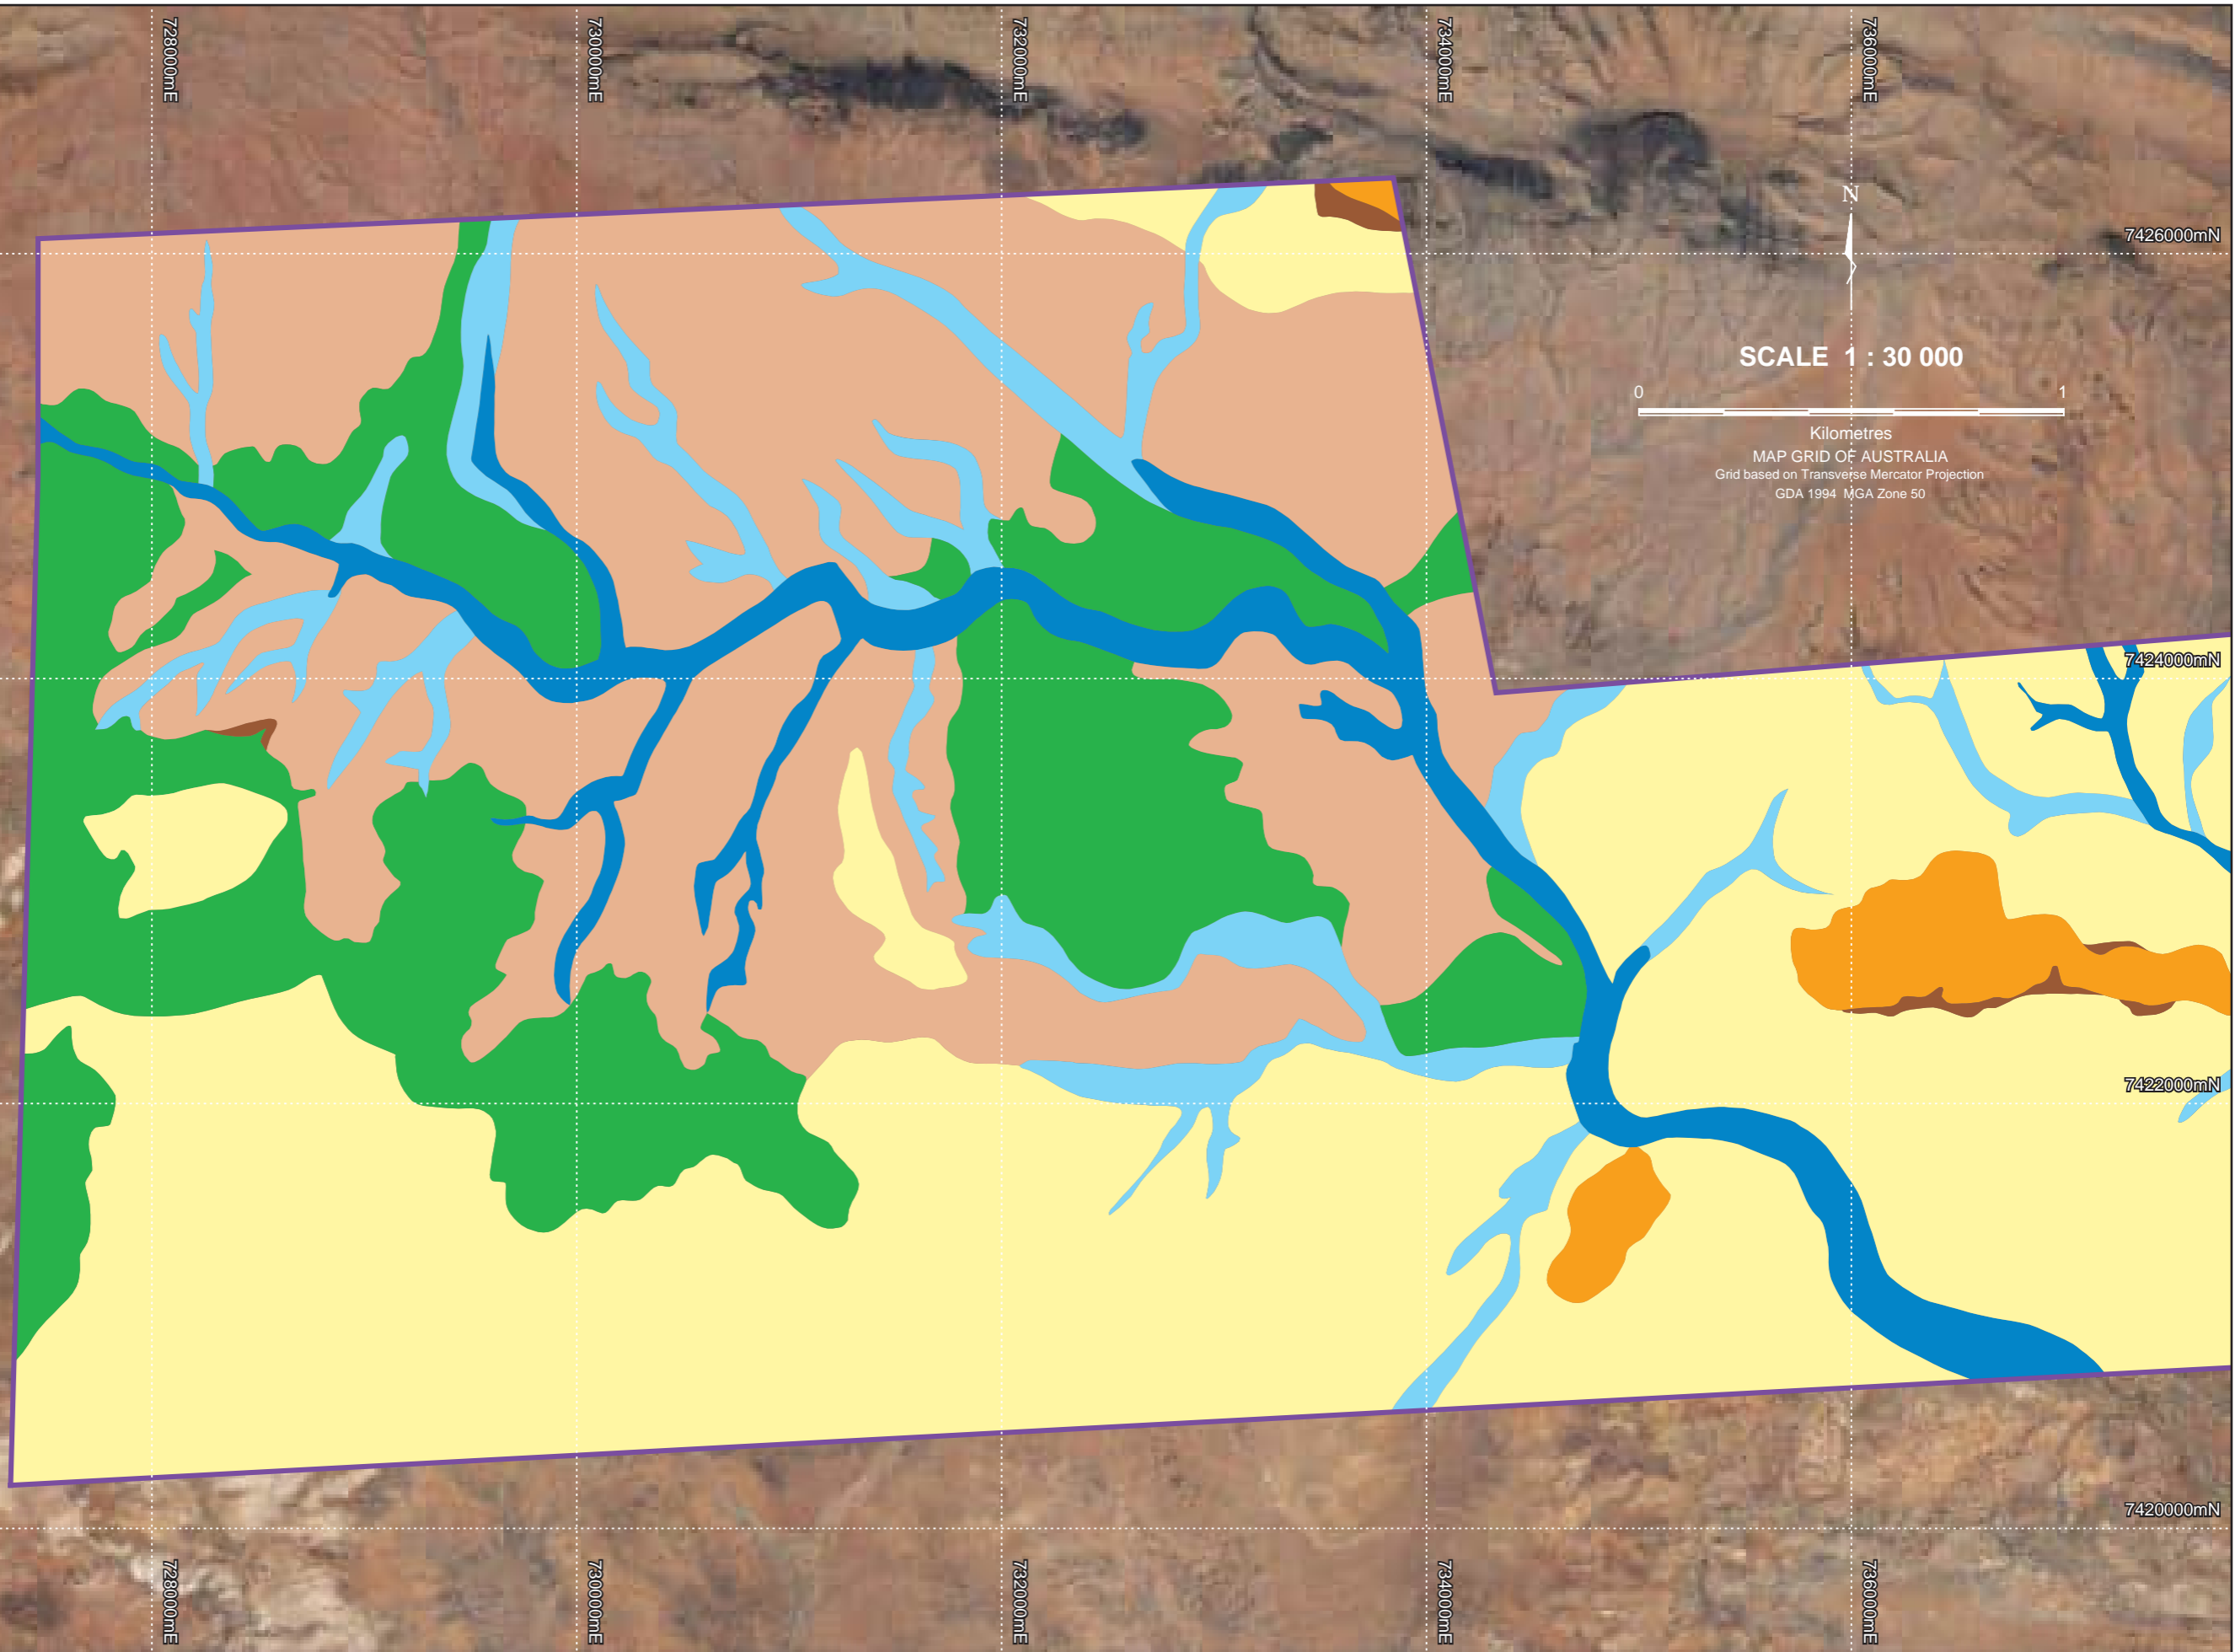 728000mE
730000mE
732000mE
734000mE
736000mE
N
7426000mN
SCALE 1 : 30 000
0 1
Kilometres
MAP GRID OF AUSTRALIA
Grid based on Transverse Mercator Projection
GDA 1994 MGA Zone 50
7424000mN
7422000mN
7420000mN
728000mE
730000mE
732000mE
734000mE
736000mE